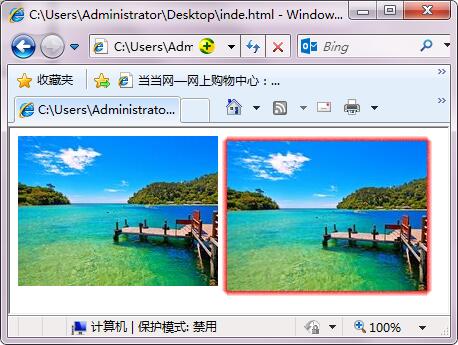 C:\Users\Administrator\Desktop\inde.html - Window...
C:\Users\Adm
Bing
收藏夹
当当网—网上购物中心：...
C:\Users\Administrato...
计算机 | 保护模式: 禁用
100%